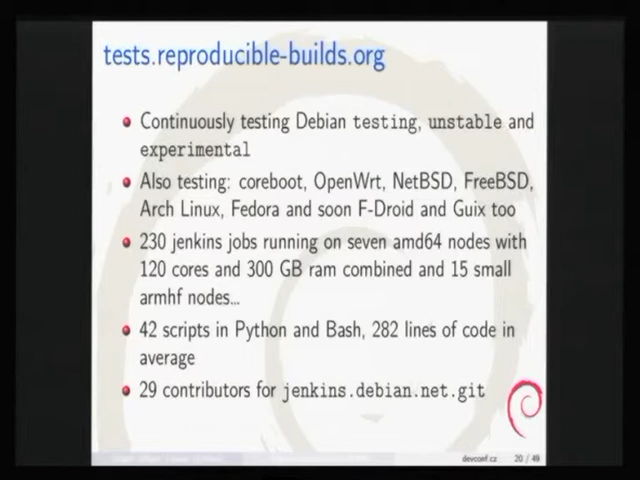 tests.reproducible-builds.org
Continuously testing Debian testing, unstable and
experimental
Also testing: coreboot, OpenWrt, NetBSD, FreeBSD,
Arch Linux, Fedora and soon F-Droid and Guix too
230 jenkins jobs running on seven amd64 nodes with
120 cores and 300 GB ram combined and 15 small
armhf nodes...
42 scripts in Python and Bash, 282 lines of code in
average
29 contributors for jenkins.debian.net.git
devconf.cz 20 / 49